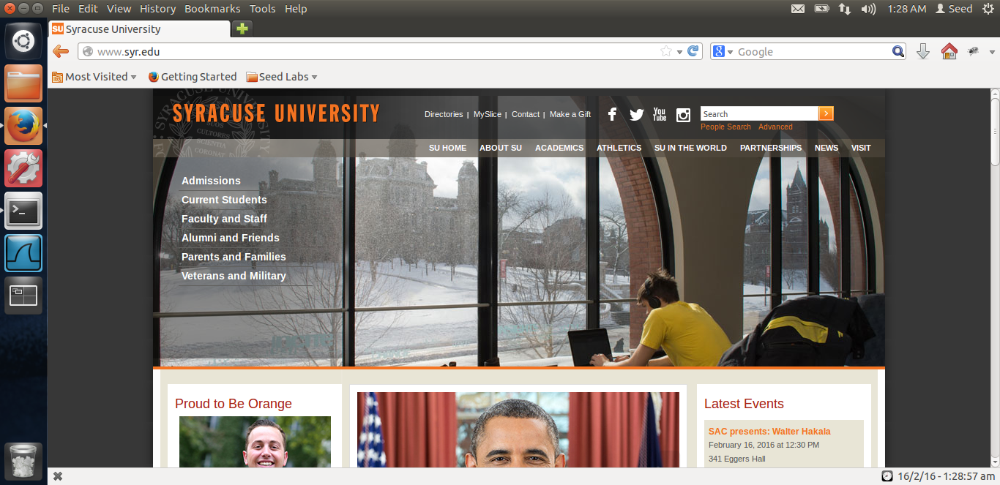 File Edit View History Bookmarks Tools Help 1:28 AM Seed
SU Syracuse University
www.syr.edu Google
Most Visited Getting Started Seed Labs
SYRACUSE UNIVERSITY
Directories | MySlice | Contact | Make a Gift You Tube Search >
People Search Advanced
SU HOME ABOUT SU ACADEMICS ATHLETICS SU IN THE WORLD PARTNERSHIPS NEWS VISIT
Admissions
Current Students
Faculty and Staff
Alumni and Friends
Parents and Families
Veterans and Military
Proud to Be Orange
Latest Events
SAC presents: Walter Hakala
February 16, 2016 at 12:30 PM
341 Eggers Hall
16/2/16 - 1:28:57 am